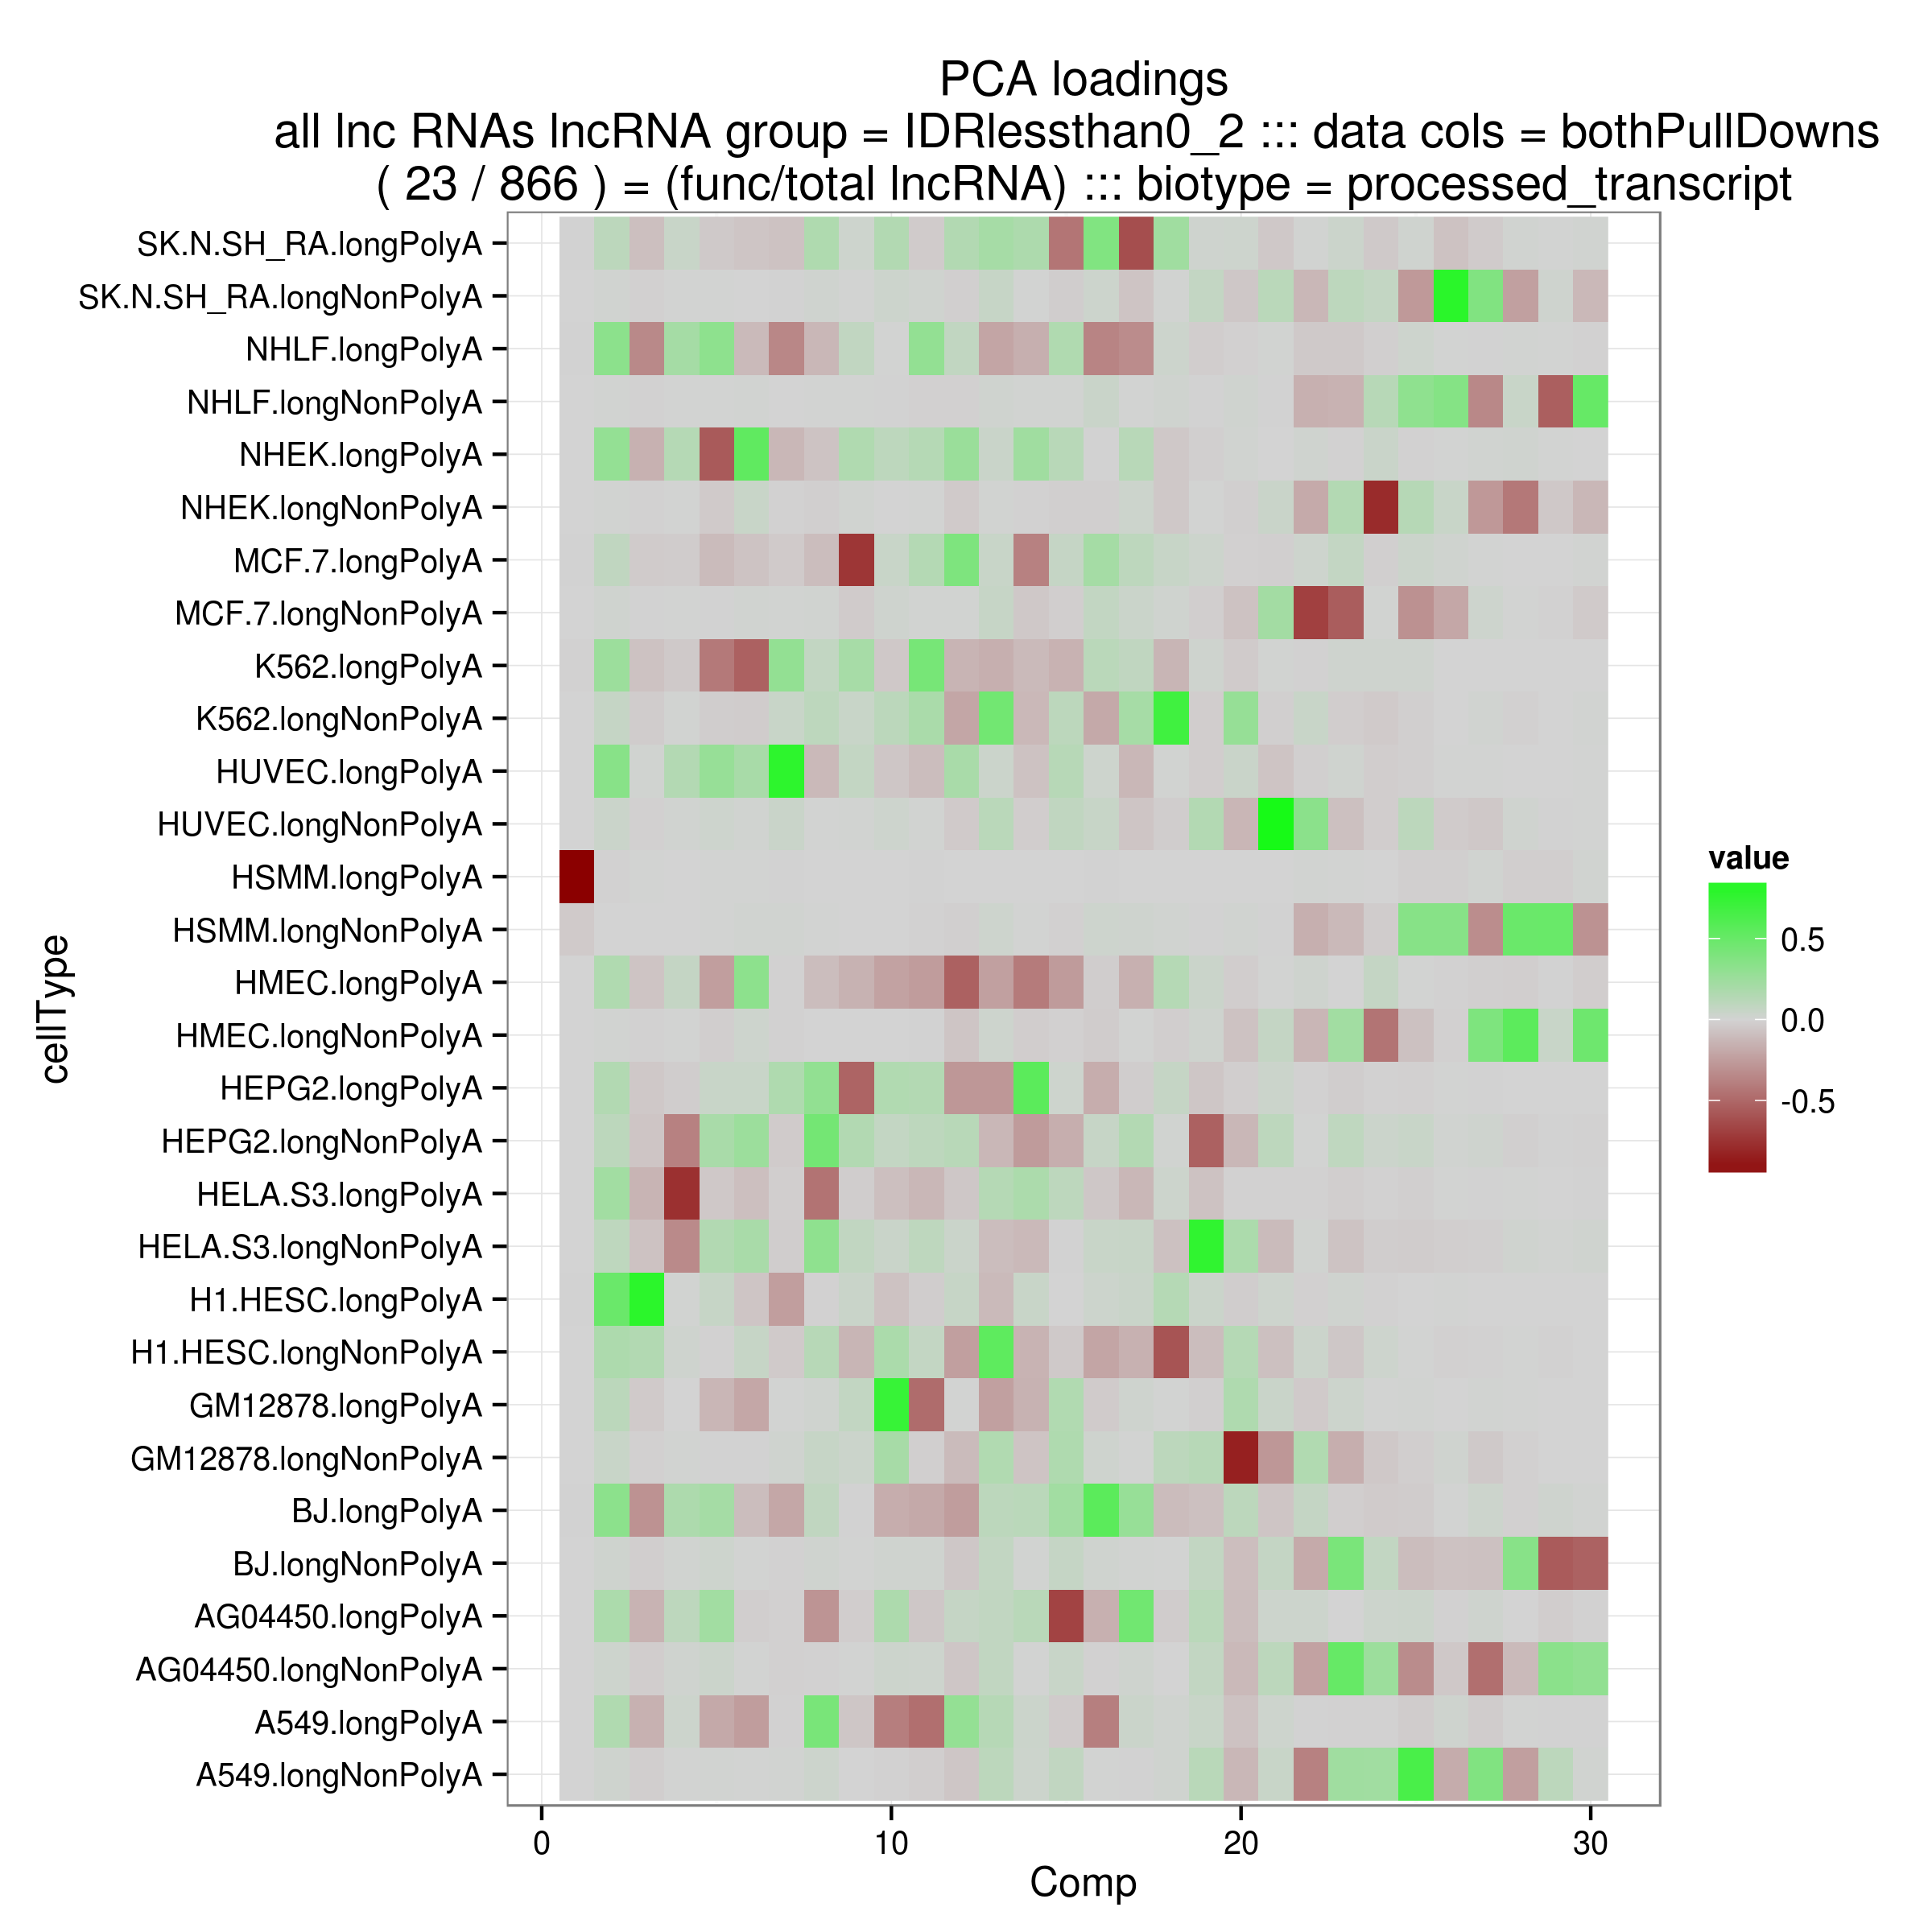 PCA loadings
all lnc RNAs lncRNA group = IDRlessthan0_2 ::: data cols = bothPullDowns
( 23 / 866 ) = (func/total lncRNA) ::: biotype = processed_transcript
SK.N.SH_RA.longPolyA
SK.N.SH_RA.longNonPolyA
NHLF.longPolyA
NHLF.longNonPolyA
NHEK.longPolyA
NHEK.longNonPolyA
MCF.7.longPolyA
MCF.7.longNonPolyA
K562.longPolyA
K562.longNonPolyA
HUVEC.longPolyA
HUVEC.longNonPolyA
HSMM.longPolyA
HSMM.longNonPolyA
HMEC.longPolyA
HMEC.longNonPolyA
HEPG2.longPolyA
HEPG2.longNonPolyA
HELA.S3.longPolyA
HELA.S3.longNonPolyA
H1.HESC.longPolyA
H1.HESC.longNonPolyA
GM12878.longPolyA
GM12878.longNonPolyA
BJ.longPolyA
BJ.longNonPolyA
AG04450.longPolyA
AG04450.longNonPolyA
A549.longPolyA
A549.longNonPolyA
cellType
0 10 20 30
Comp
value
0.5
0.0
-0.5